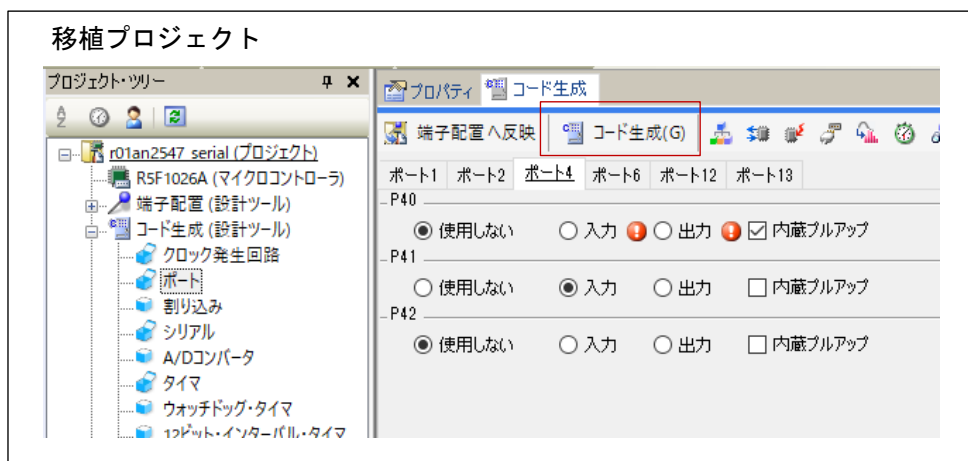 移植プロジェクト
プロジェクト・ツリー
プロパティ コード生成
端子配置へ反映 コード生成(G)
r01an2547_serial (プロジェクト)
R5F1026A (マイクロコントローラ)
端子配置 (設計ツール)
コード生成 (設計ツール)
クロック発生回路
ポート
割り込み
シリアル
A/Dコンバータ
タイマ
ウォッチドッグ・タイマ
12ビット・インターバル・タイマ
ポート1 ポート2 ポート4 ポート6 ポート12 ポート13
P40
使用しない 入力 出力 内蔵プルアップ
P41
使用しない 入力 出力 内蔵プルアップ
P42
使用しない 入力 出力 内蔵プルアップ